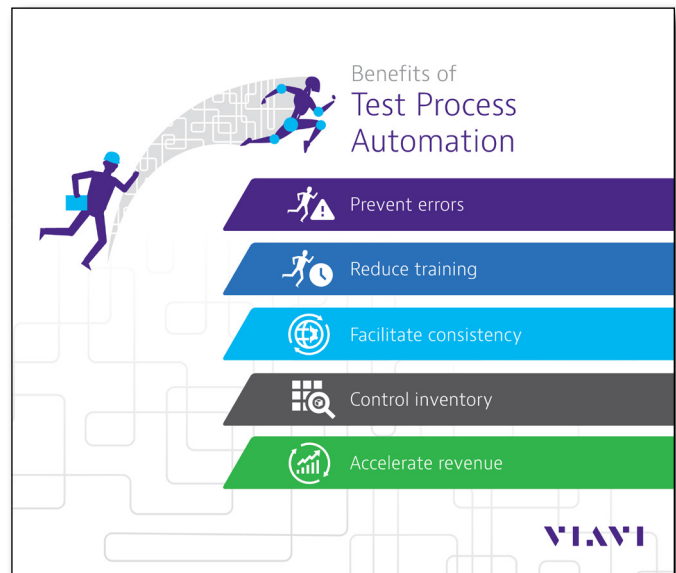 Benefits of
Test Process
Automation
Prevent errors
Reduce training
Facilitate consistency
Control inventory
Accelerate revenue
VIAVI